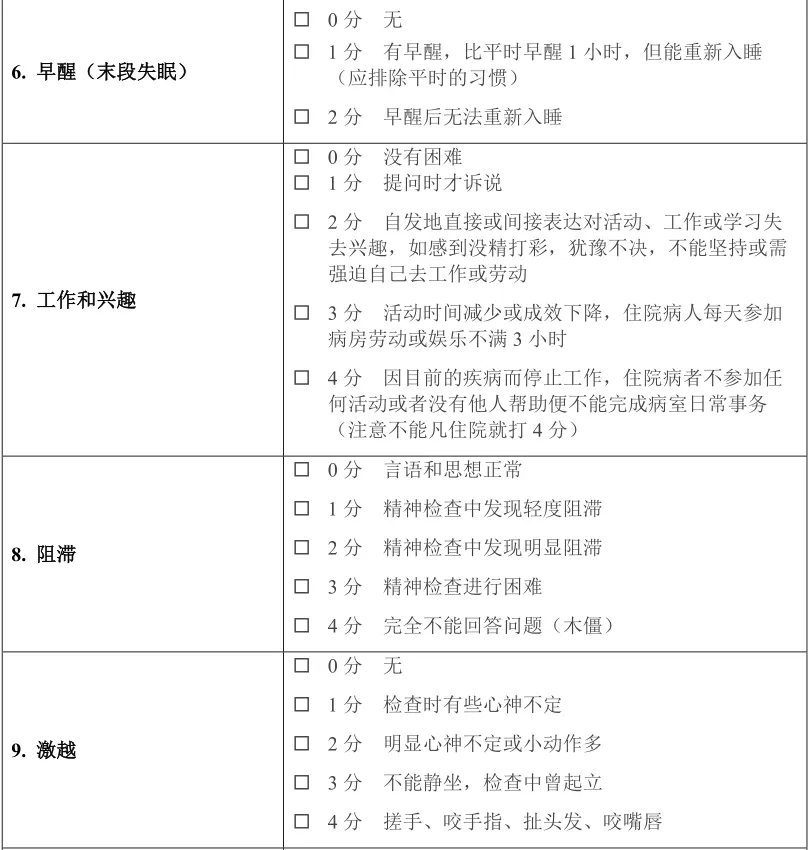 6. 早醒（末段失眠）
□ 0 分 无
□ 1 分 有早醒，比平时早醒 1 小时，但能重新入睡
（应排除平时的习惯）
□ 2 分 早醒后无法重新入睡
7. 工作和兴趣
□ 0 分 没有困难
□ 1 分 提问时才诉说
□ 2 分 自发地直接或间接表达对活动、工作或学习失
去兴趣，如感到没精打彩，犹豫不决，不能坚持或需
强迫自己去工作或劳动
□ 3 分 活动时间减少或成效下降，住院病人每天参加
病房劳动或娱乐不满 3 小时
□ 4 分 因目前的疾病而停止工作，住院病者不参加任
何活动或者没有他人帮助便不能完成病室日常事务
（注意不能凡住院就打 4 分）
8. 阻滞
□ 0 分 言语和思想正常
□ 1 分 精神检查中发现轻度阻滞
□ 2 分 精神检查中发现明显阻滞
□ 3 分 精神检查进行困难
□ 4 分 完全不能回答问题（木僵）
9. 激越
□ 0 分 无
□ 1 分 检查时有些心神不定
□ 2 分 明显心神不定或小动作多
□ 3 分 不能静坐，检查中曾起立
□ 4 分 搓手、咬手指、扯头发、咬嘴唇